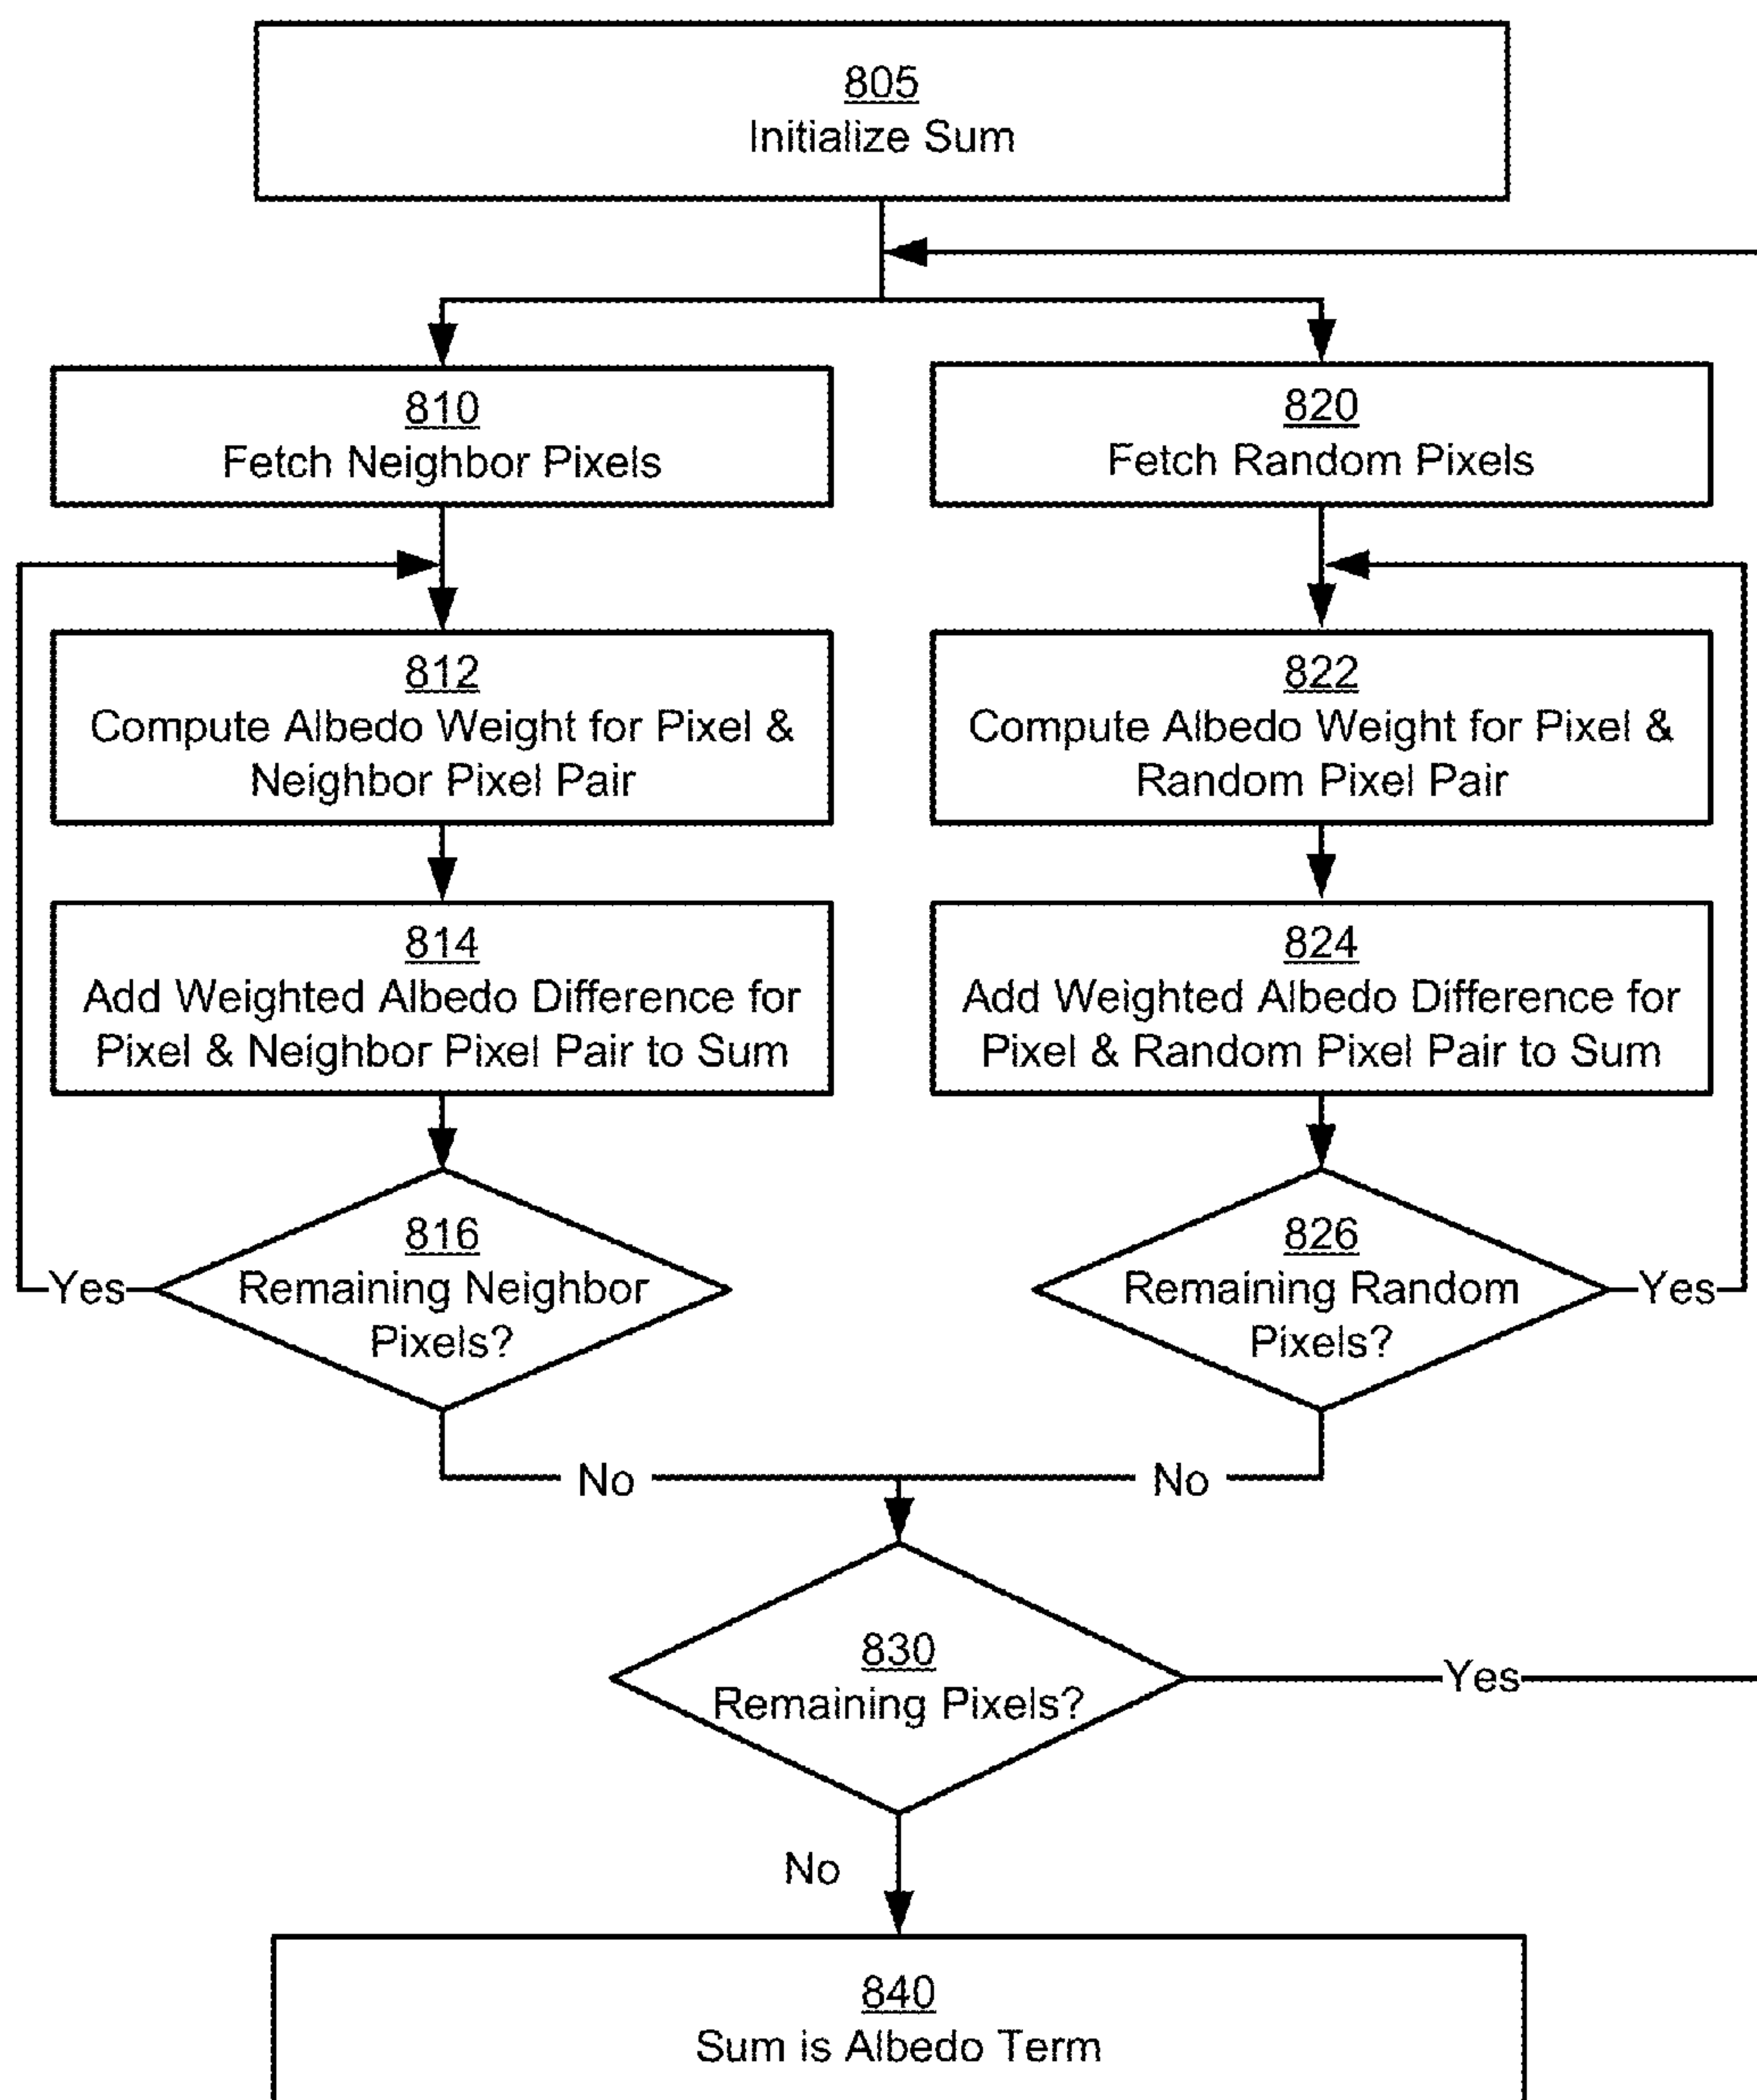 805
Initialize Sum
810
Fetch Neighbor Pixels
820
Fetch Random Pixels
812
Compute Albedo Weight for Pixel &
Neighbor Pixel Pair
822
Compute Albedo Weight for Pixel &
Random Pixel Pair
814
Add Weighted Albedo Difference for
Pixel & Neighbor Pixel Pair to Sum
824
Add Weighted Albedo Difference for
Pixel & Random Pixel Pair to Sum
816
Remaining Neighbor
Pixels?
Yes
826
Remaining Random
Pixels?
Yes
No
No
830
Remaining Pixels?
Yes
No
840
Sum is Albedo Term